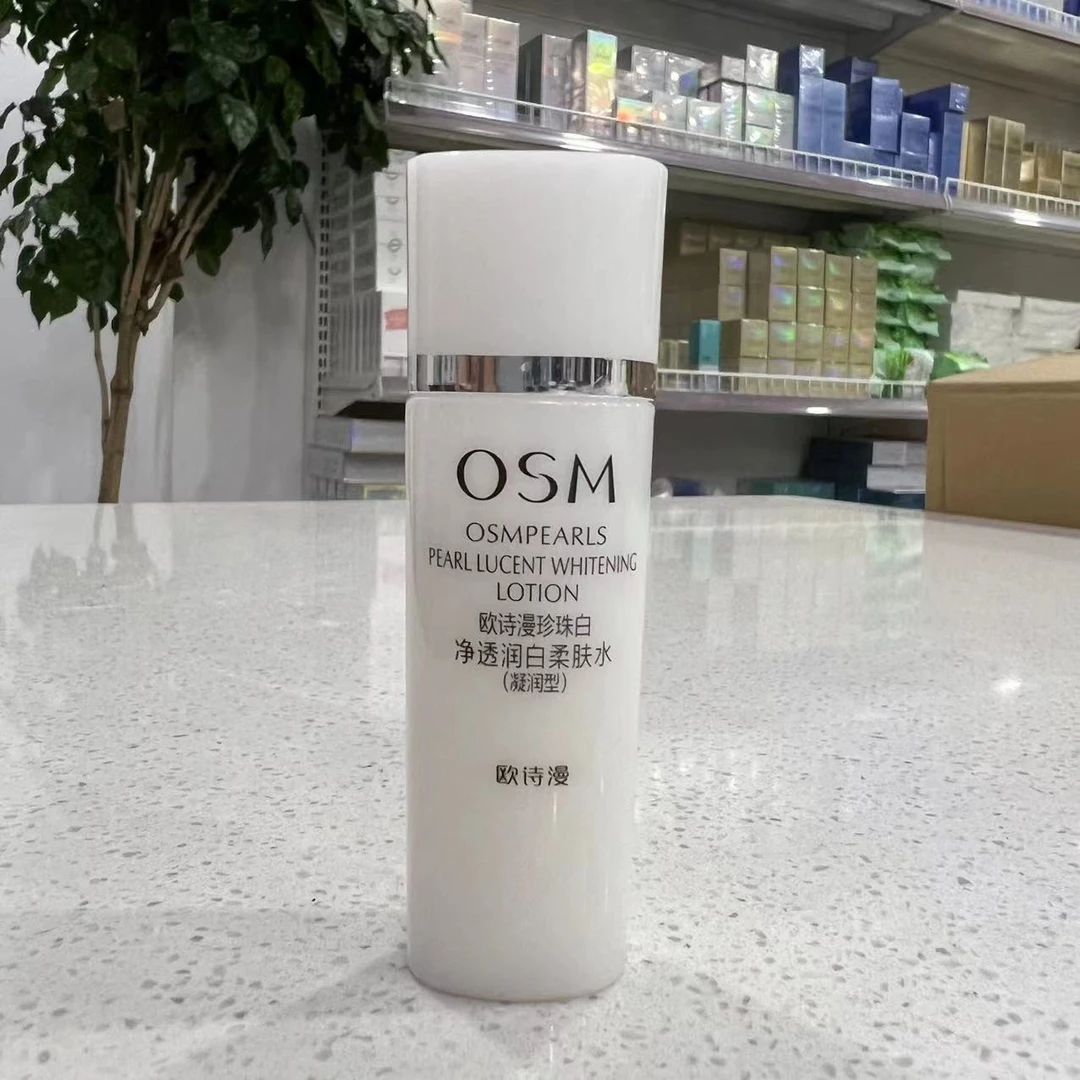 OSM
OSMPEARLS
PEARL LUCENT WHITENING
LOTION
欧诗漫珍珠白
净透润白柔肤水
(凝润型)
欧诗漫